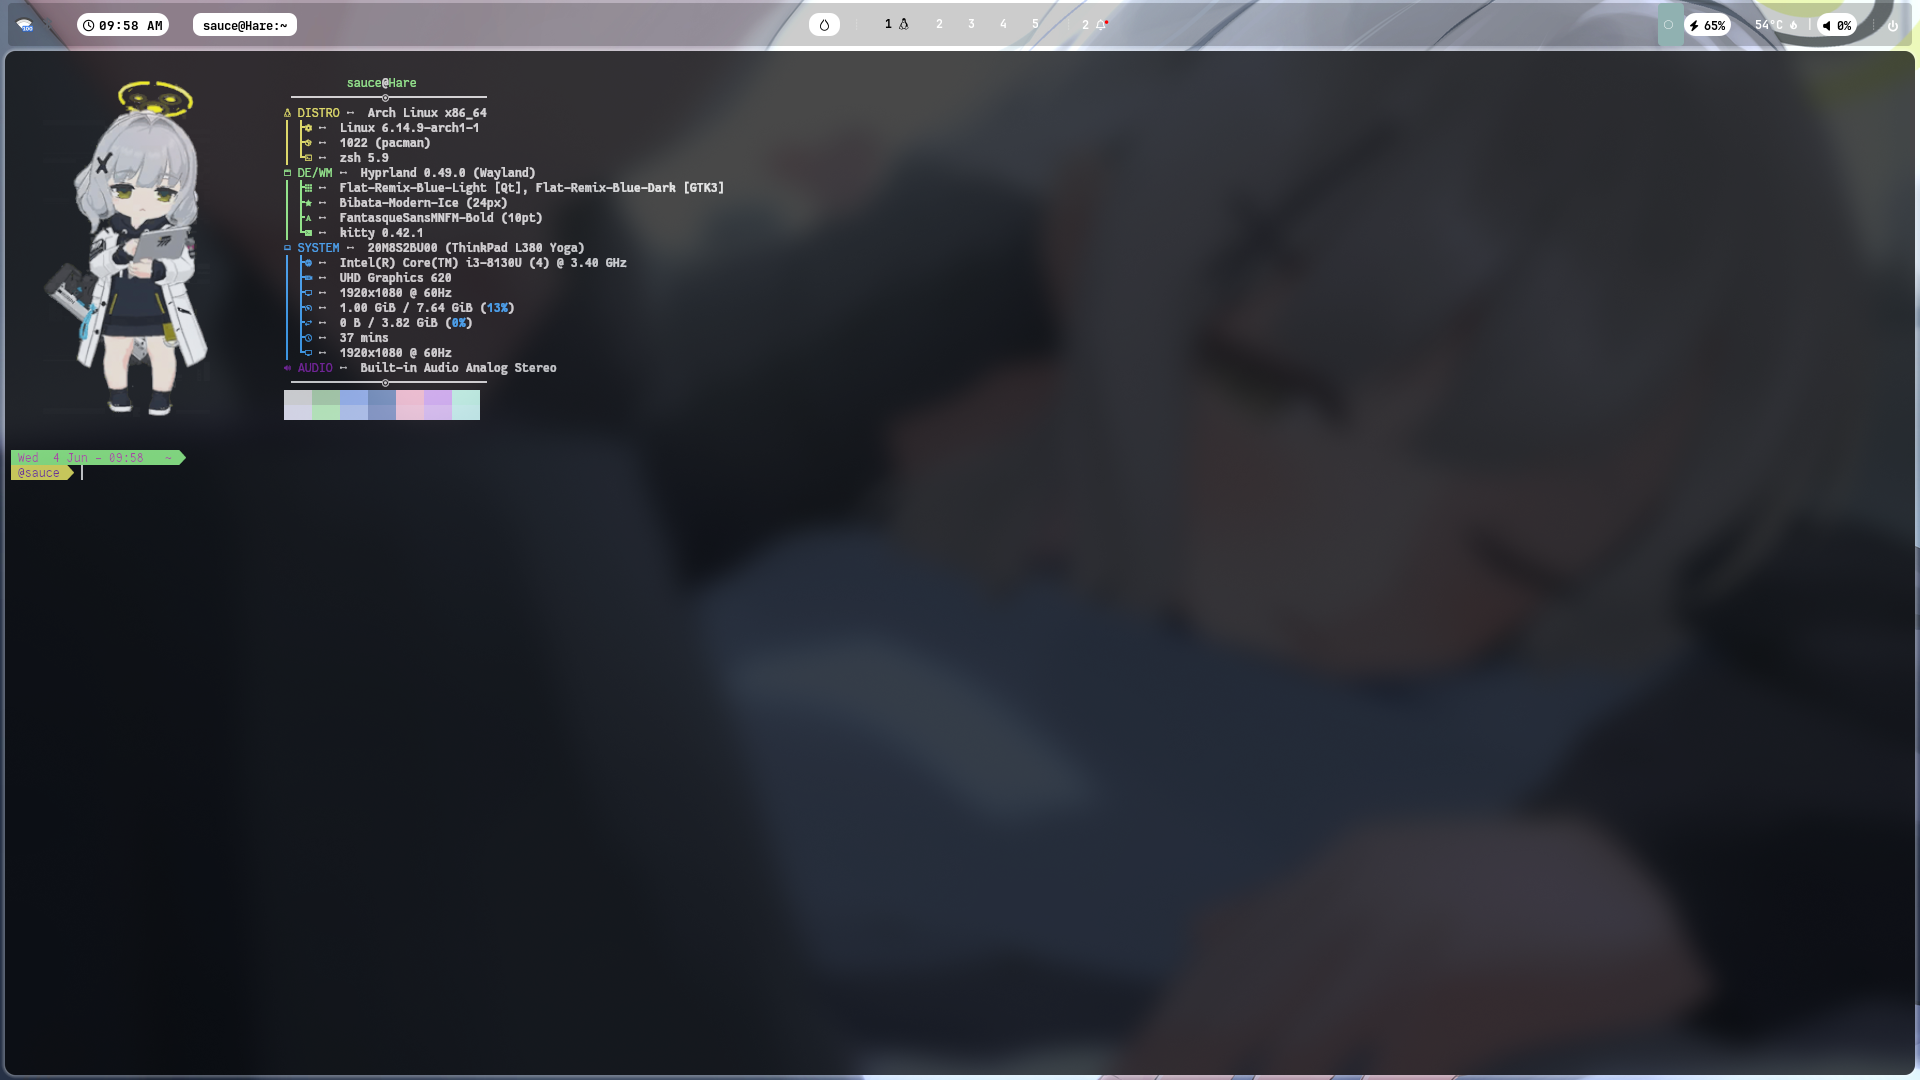 09:58 AM
sauce@Hare:~
1 2 3 4 5 2
65%
54°C
0%
sauce@Hare
DISTRO Arch Linux x86_64
Linux 6.14.9-arch1-1
1022 (pacman)
zsh 5.9
DE/WM Hyprland 0.49.0 (Wayland)
Flat-Remix-Blue-Light [Qt], Flat-Remix-Blue-Dark [GTK3]
Bibata-Modern-Ice (24px)
FantasqueSansMNFM-Bold (10pt)
kitty 0.42.1
SYSTEM 20M8S2BU00 (ThinkPad L380 Yoga)
Intel(R) Core(TM) i3-8130U (4) @ 3.40 GHz
UHD Graphics 620
1920x1080 @ 60Hz
1.00 GiB / 7.64 GiB (13%)
0 B / 3.82 GiB (0%)
37 mins
1920x1080 @ 60Hz
AUDIO Built-in Audio Analog Stereo
Wed 4 Jun - 09:58 ~
@sauce